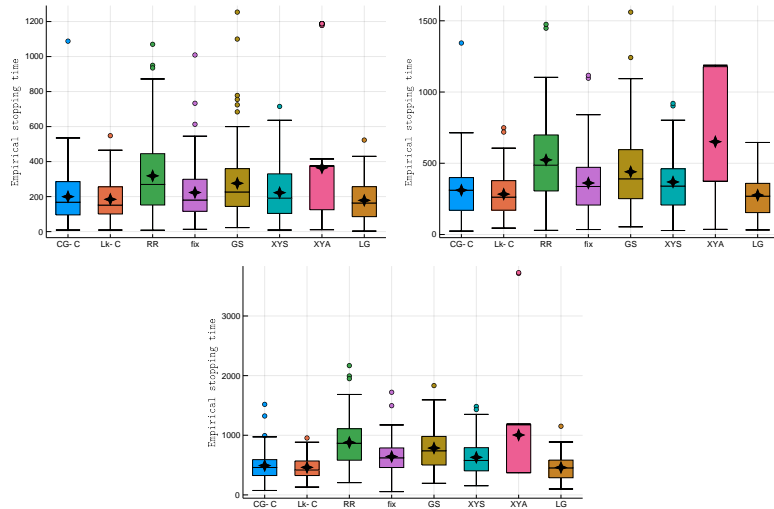 Empirical stopping time
1200
1000
800
600
400
200
0
CG- C Lk- C RR fix GS XYS XYA LG
Empirical stopping time
1500
1000
500
0
CG- C Lk- C RR fix GS XYS XYA LG
Empirical stopping time
3000
2000
1000
0
CG- C Lk- C RR fix GS XYS XYA LG